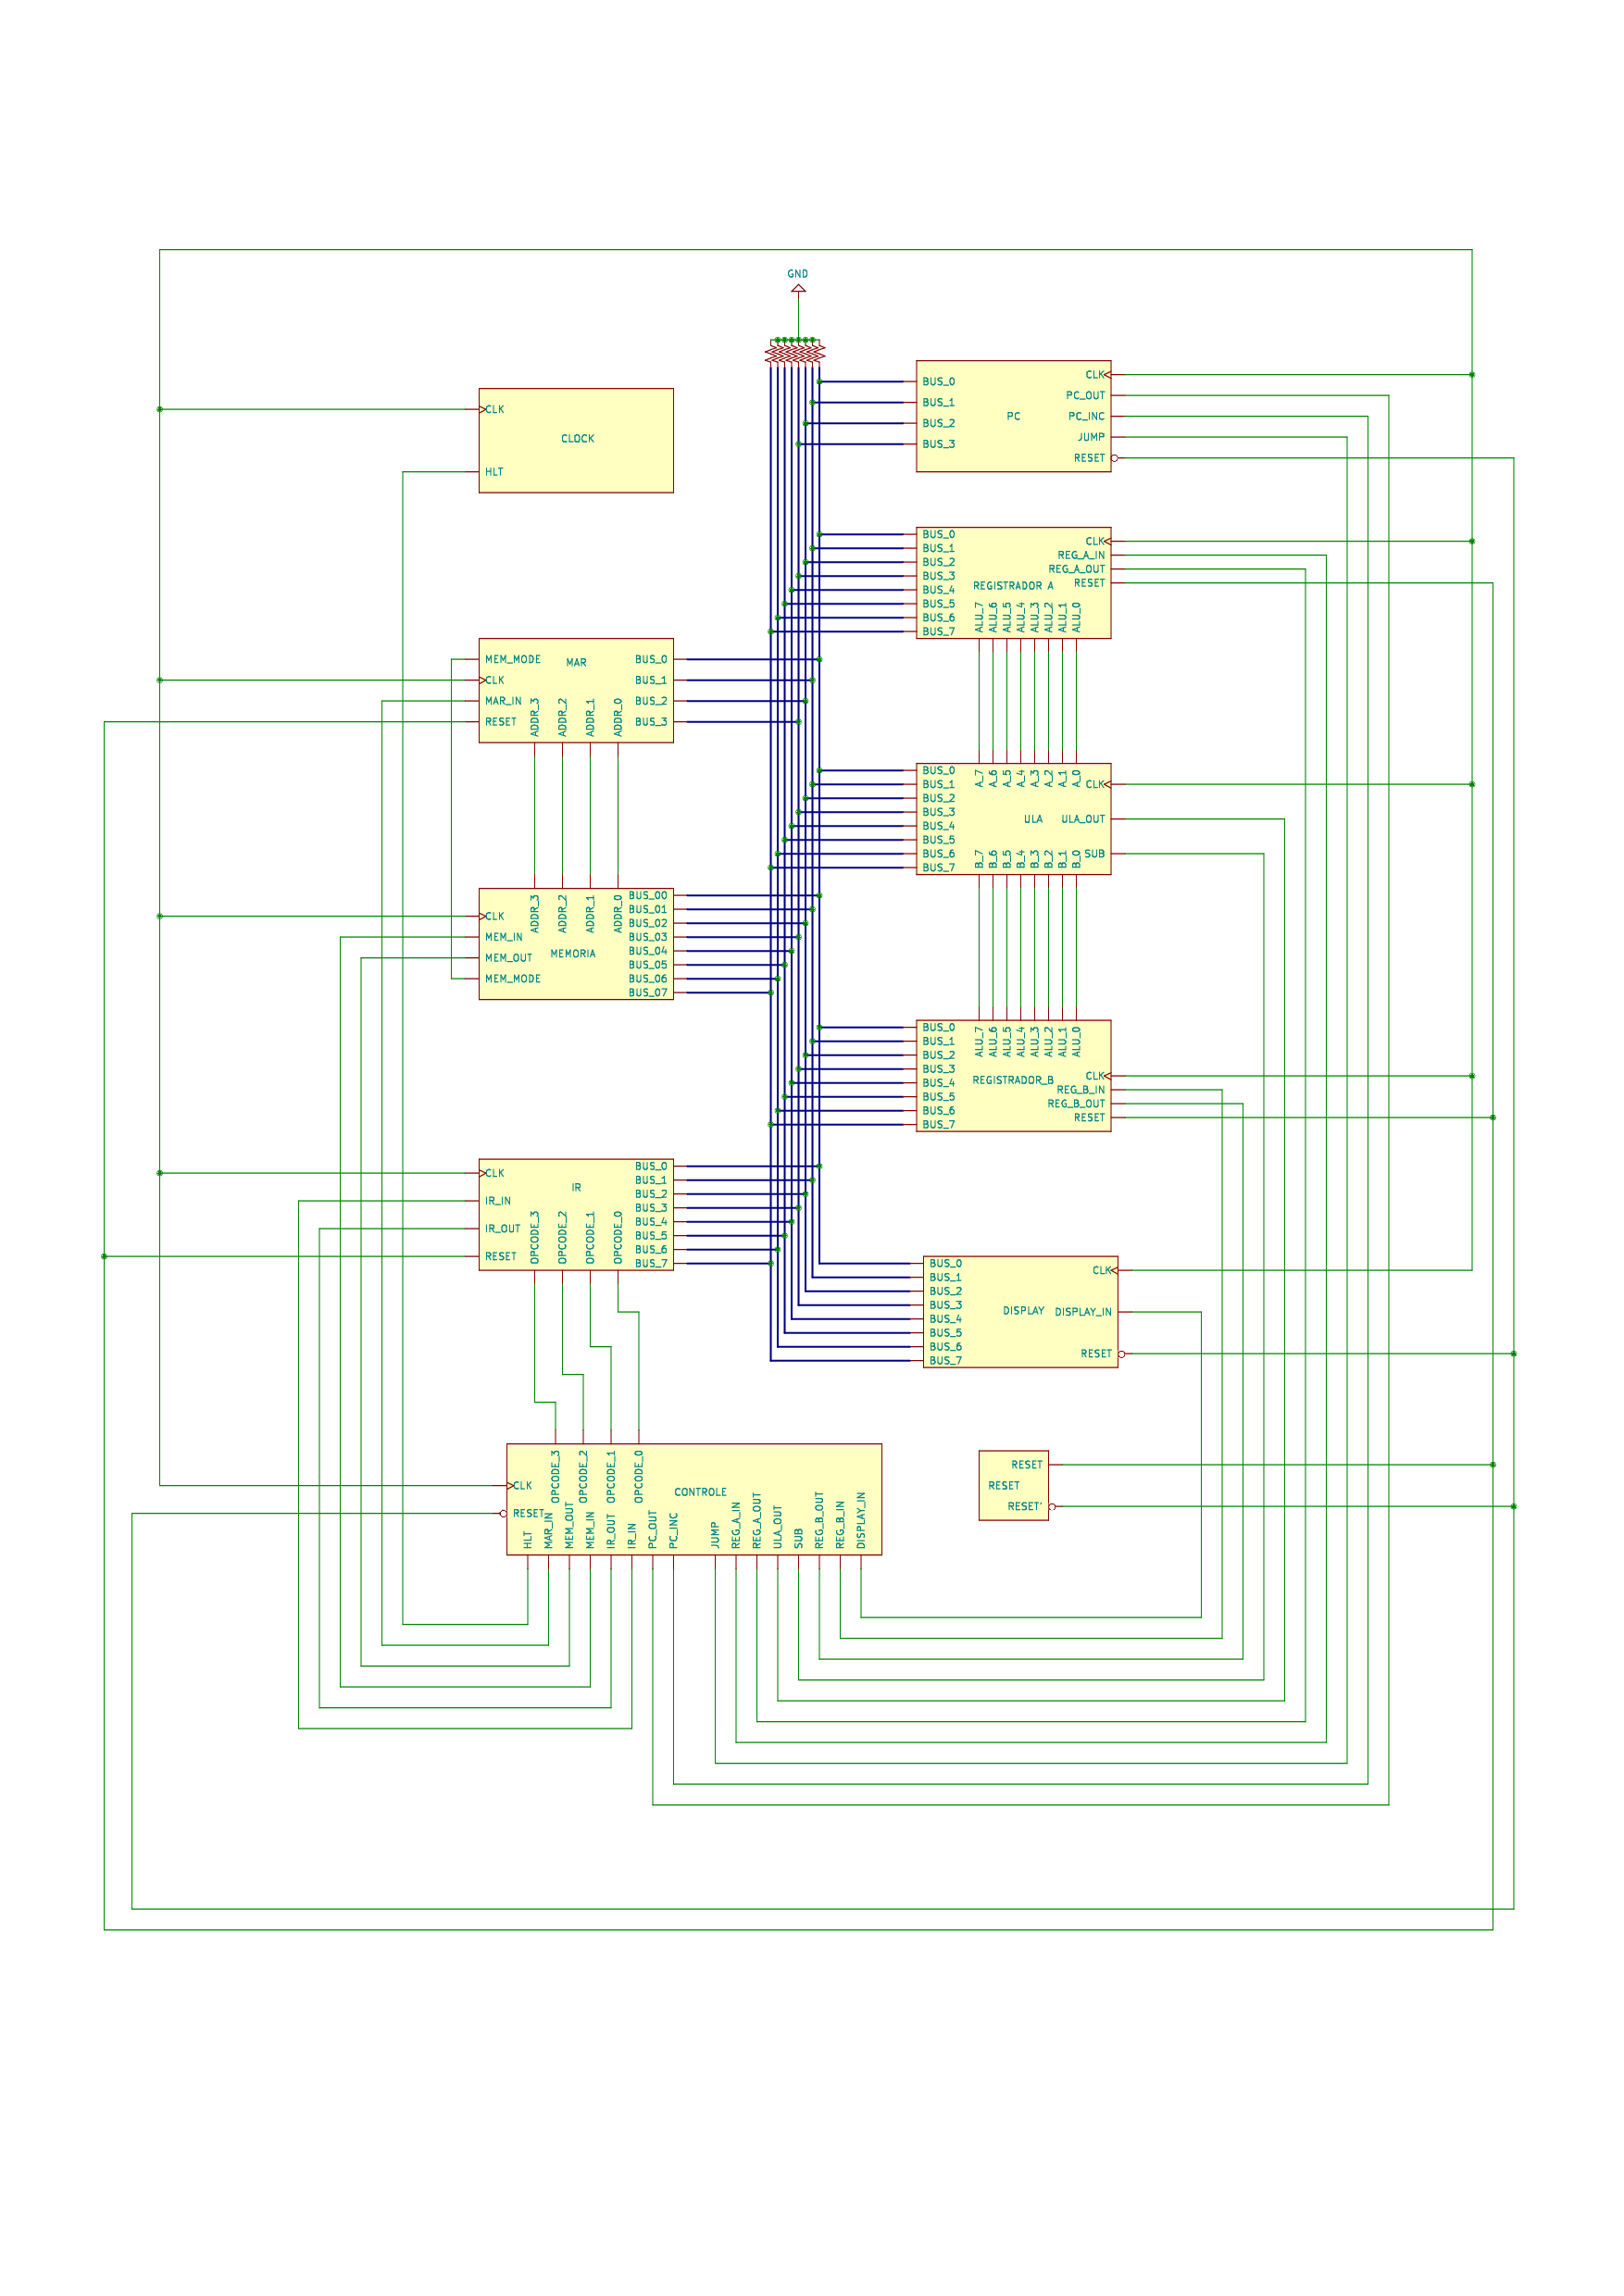 GND
CLK
CLOCK
HLT
BUS_0
BUS_1
BUS_2
BUS_3
PC
CLK
PC_OUT
PC_INC
JUMP
RESET
BUS_0
BUS_1
BUS_2
BUS_3
BUS_4
BUS_5
BUS_6
BUS_7
REGISTRADOR A
CLK
REG_A_IN
REG_A_OUT
RESET
ALU_7
ALU_6
ALU_5
ALU_4
ALU_3
ALU_2
ALU_1
ALU_0
MEM_MODE
CLK
MAR_IN
RESET
MAR
ADDR_3
ADDR_2
ADDR_1
ADDR_0
BUS_0
BUS_1
BUS_2
BUS_3
A_7
A_6
A_5
A_4
A_3
A_2
A_1
A_0
BUS_0
BUS_1
BUS_2
BUS_3
BUS_4
BUS_5
BUS_6
BUS_7
ULA
CLK
ULA_OUT
SUB
B_7
B_6
B_5
B_4
B_3
B_2
B_1
B_0
ADDR_3
ADDR_2
ADDR_1
ADDR_0
CLK
MEM_IN
MEM_OUT
MEM_MODE
MEMORIA
BUS_00
BUS_01
BUS_02
BUS_03
BUS_04
BUS_05
BUS_06
BUS_07
ALU_7
ALU_6
ALU_5
ALU_4
ALU_3
ALU_2
ALU_1
ALU_0
BUS_0
BUS_1
BUS_2
BUS_3
BUS_4
BUS_5
BUS_6
BUS_7
REGISTRADOR_B
CLK
REG_B_IN
REG_B_OUT
RESET
CLK
IR_IN
IR_OUT
RESET
IR
OPCODE_3
OPCODE_2
OPCODE_1
OPCODE_0
BUS_0
BUS_1
BUS_2
BUS_3
BUS_4
BUS_5
BUS_6
BUS_7
BUS_0
BUS_1
BUS_2
BUS_3
BUS_4
BUS_5
BUS_6
BUS_7
DISPLAY
CLK
DISPLAY_IN
RESET
OPCODE_3
OPCODE_2
OPCODE_1
OPCODE_0
CLK
RESET
CONTROLE
HLT
MAR_IN
MEM_OUT
MEM_IN
IR_OUT
IR_IN
PC_OUT
PC_INC
JUMP
REG_A_IN
REG_A_OUT
ULA_OUT
SUB
REG_B_OUT
REG_B_IN
DISPLAY_IN
RESET
RESET
RESET'